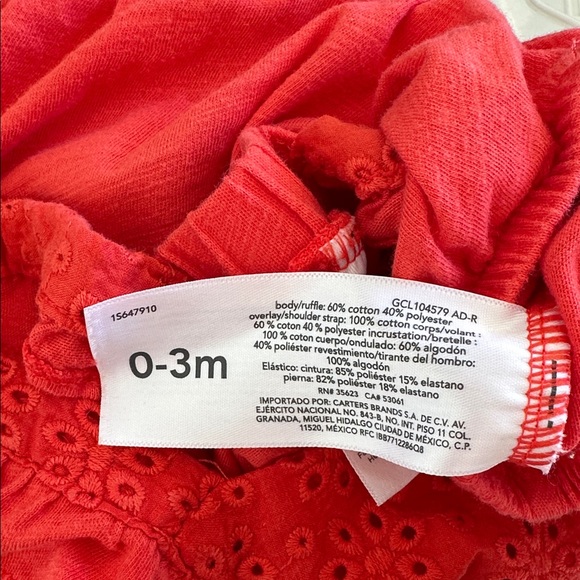 15647910
0-3m
GCL104579 AD-R
body/ruffle: 60% cotton 40% polyester
overlay/shoulder strap: 100% cotton corps/volant :
60 % coton 40 % polyester incrustation/bretelle :
100 % coton cuerpo/ondulado: 60% algodón
40% poliéster revestimiento/tirante del hombro:
100% algodón
Elástico: cintura: 85% poliéster 15% elastano
pierna: 82% poliéster 18% elastano
RN# 35623 CA# 53061
IMPORTADO POR: CARTERS BRANDS S.A. DE C.V. AV.
EJÉRCITO NACIONAL NO. 843-B, NO. INT. PISO 11 COL.
GRANADA, MIGUEL HIDALGO CIUDAD DE MÉXICO, C.P.
11520, MÉXICO RFC IBB7712286Q8